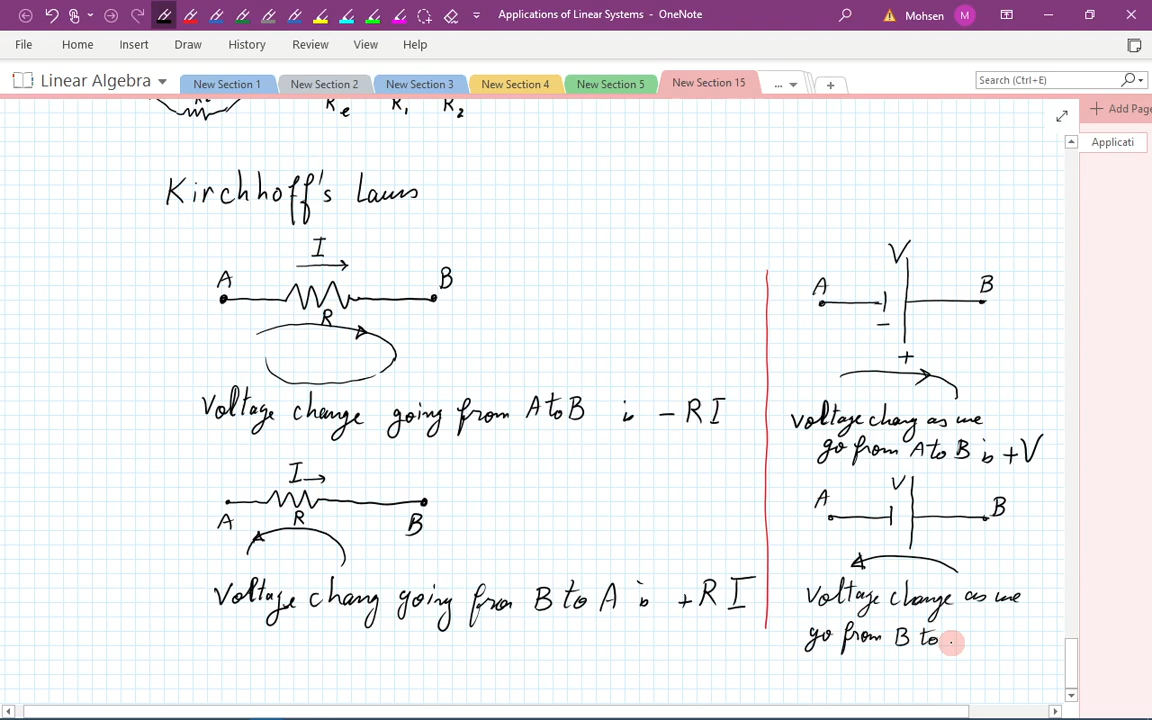 Applications of Linear Systems - OneNote
Mohsen
M
File Home Insert Draw History Review View Help
Linear Algebra
New Section 1
New Section 2
New Section 3
New Section 4
New Section 5
New Section 15
...
Search (Ctrl+E)
Add Page
Applicati
Re R1 R2
Kirchhoff's Laws
I
A B
R
Voltage change going from A to B is - R I
I
R
A B
Voltage chang going from B to A is + R I
V
A B
-
+
Voltage chang as we
go from A to B is + V
V
A B
Voltage change as we
go from B to